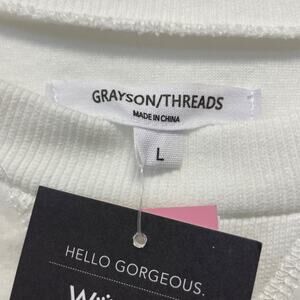 GRAYSON/THREADS
MADE IN CHINA
L
HELLO GORGEOUS.